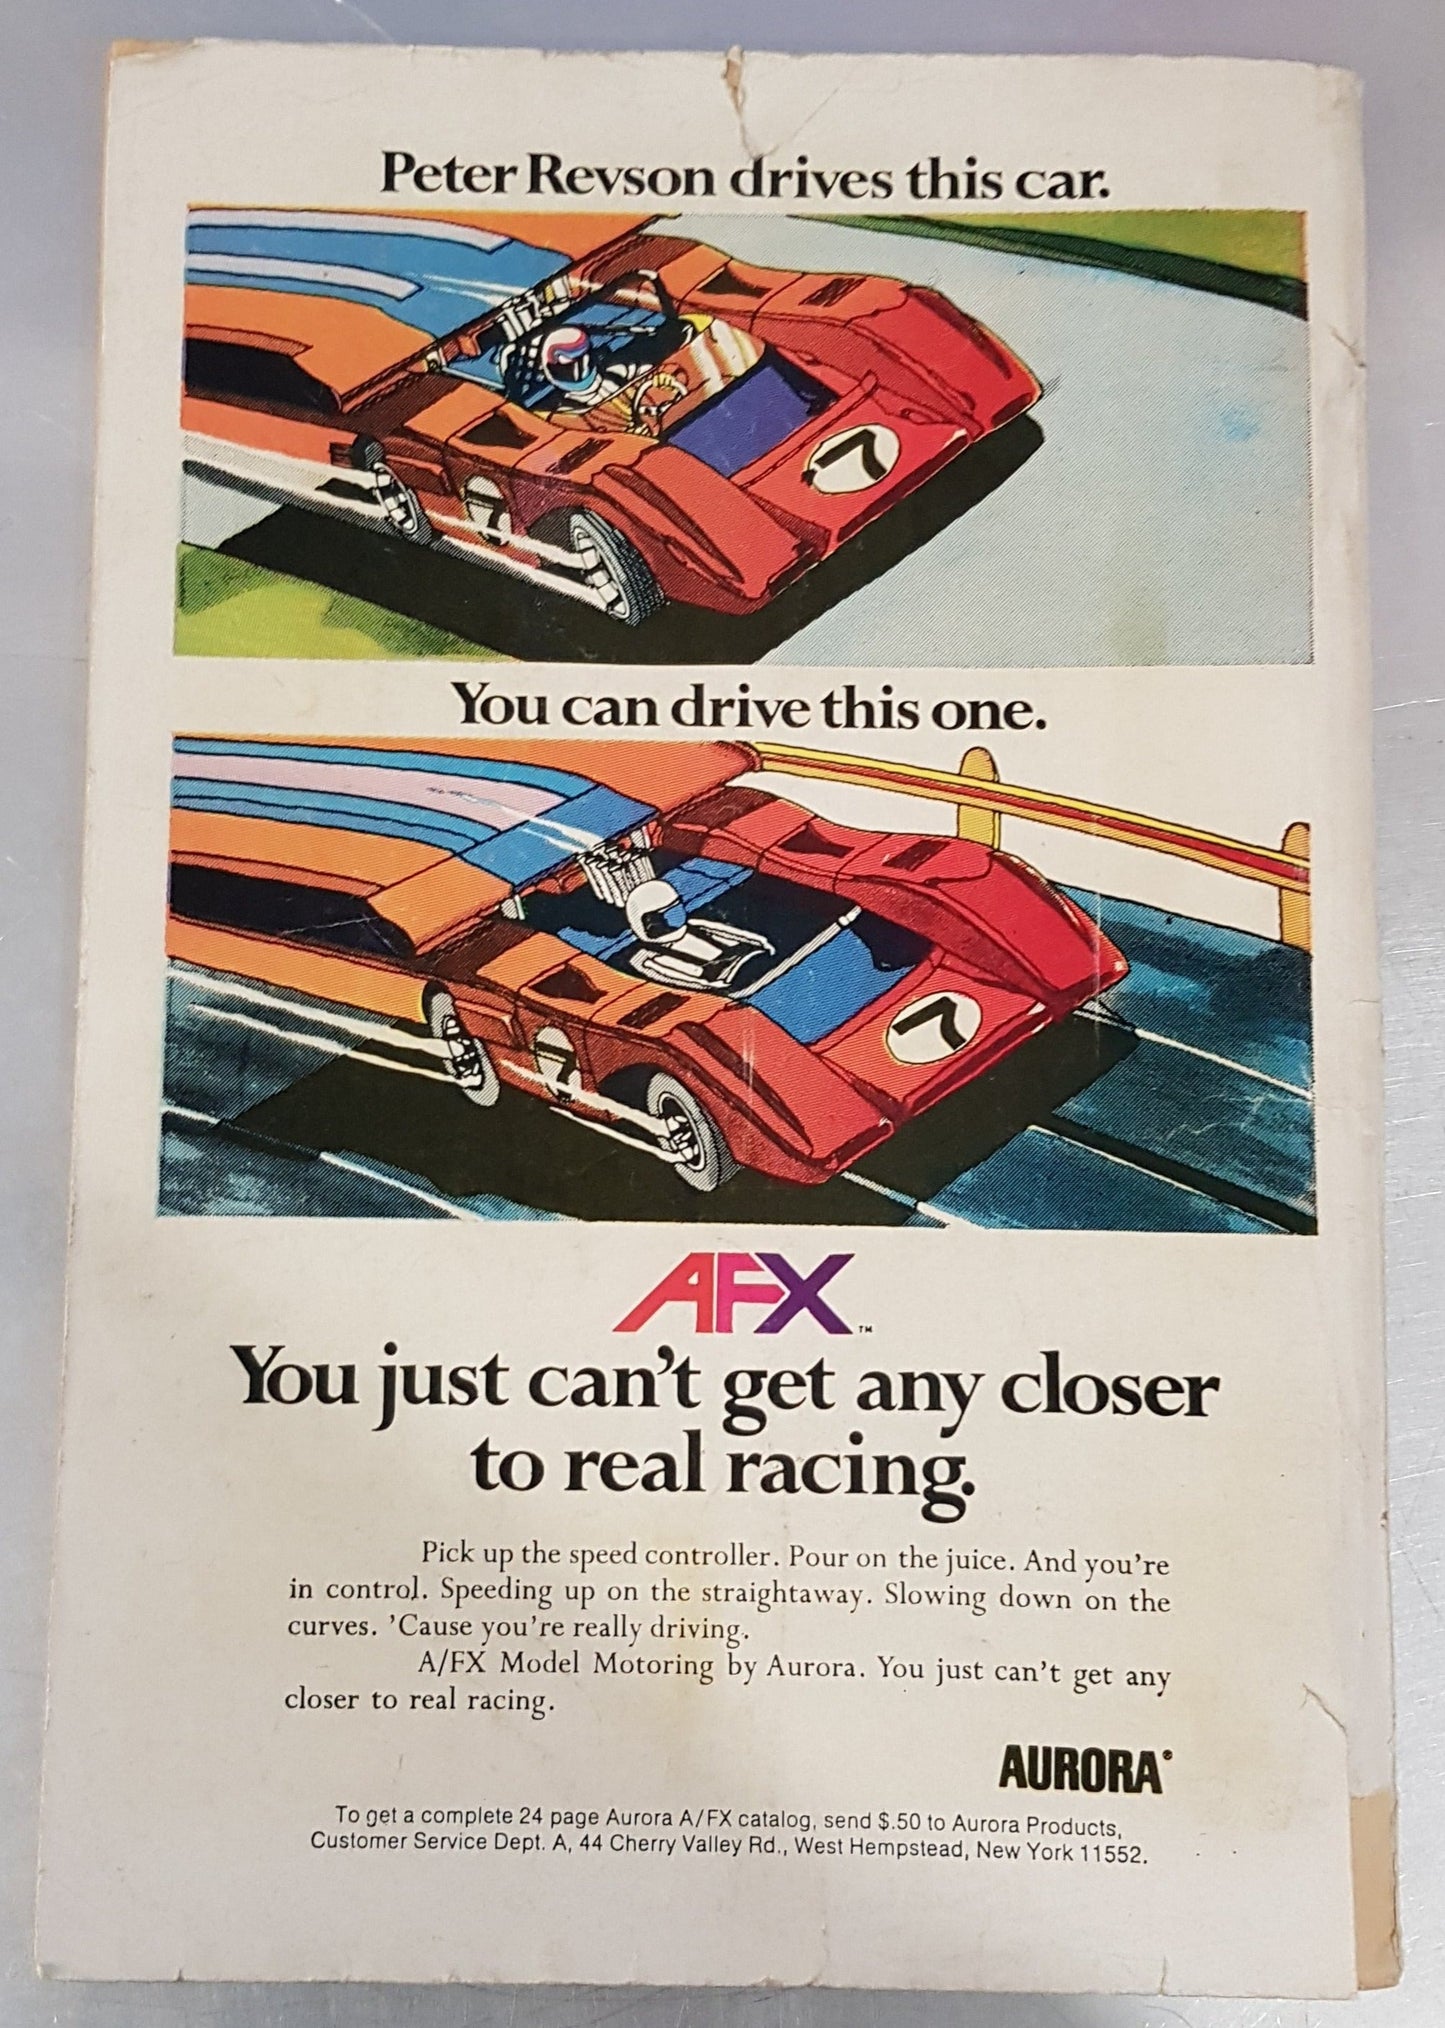 Peter Revson drives this car.
7
7
You can drive this one.
7
7
AFX™
You just can't get any closer
to real racing.
Pick up the speed controller. Pour on the juice. And you're
in control. Speeding up on the straightaway. Slowing down on the
curves. 'Cause you're really driving.
A/FX Model Motoring by Aurora. You just can't get any
closer to real racing.
AURORA®
To get a complete 24 page Aurora A/FX catalog, send $.50 to Aurora Products,
Customer Service Dept. A, 44 Cherry Valley Rd., West Hempstead, New York 11552.